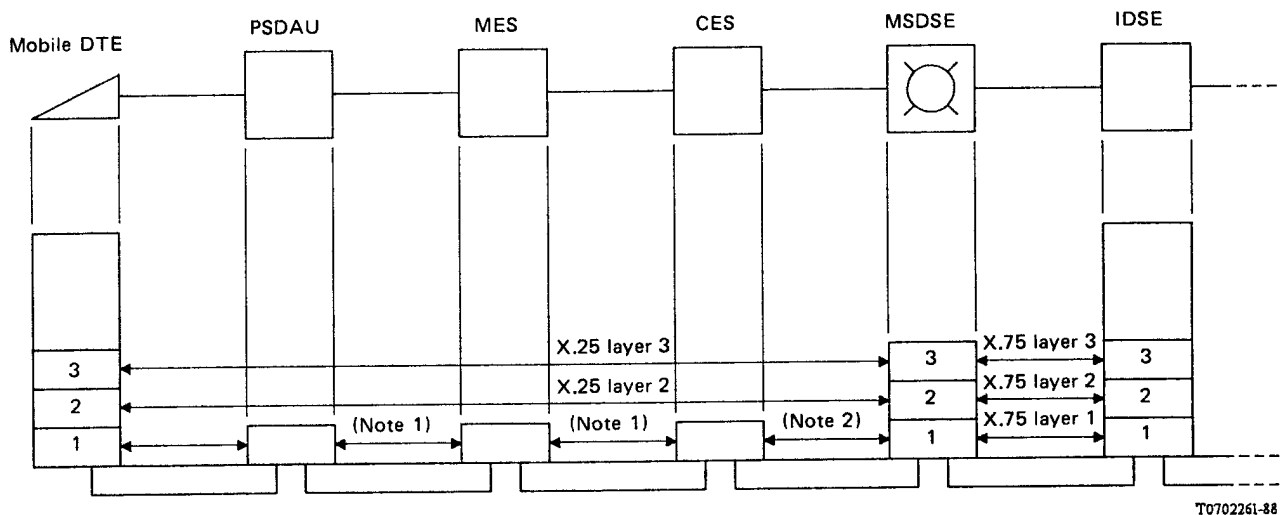 Mobile DTE
PSDAU
MES
CES
MSDSE
IDSE
X.25 layer 3
X.75 layer 3
3
3
3
X.25 layer 2
X.75 layer 2
2
2
2
(Note 1)
(Note 1)
(Note 2)
X.75 layer 1
1
1
1
T0702261-88